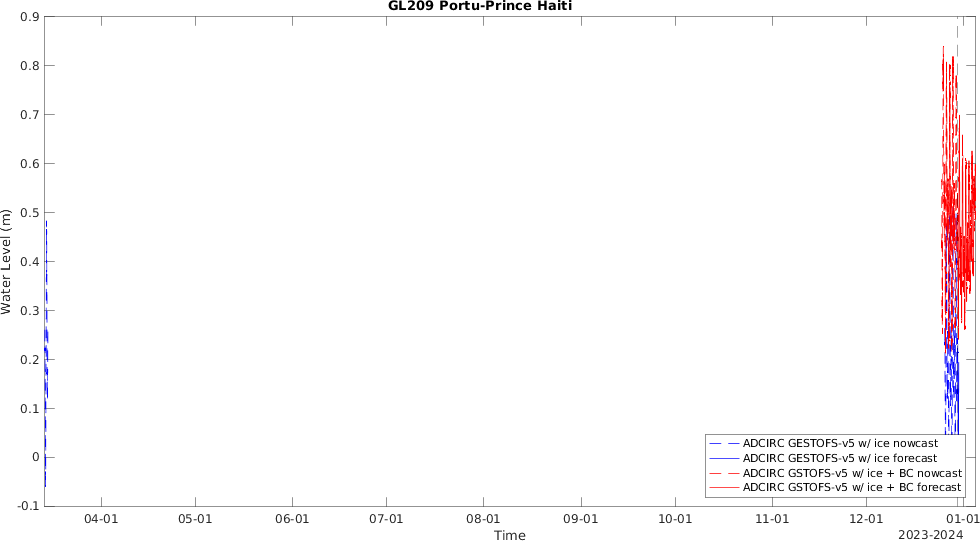 GL209 Portu-Prince Haiti
0.9
0.8
0.7
0.6
0.5
0.4
0.3
0.2
0.1
0
-0.1
Water Level (m)
ADCIRC GESTOFS-v5 w/ ice nowcast
ADCIRC GESTOFS-v5 w/ ice forecast
ADCIRC GSTOFS-v5 w/ ice + BC nowcast
ADCIRC GSTOFS-v5 w/ ice + BC forecast
04-01 05-01 06-01 07-01 08-01 09-01 10-01 11-01 12-01 01-01
Time
2023-2024